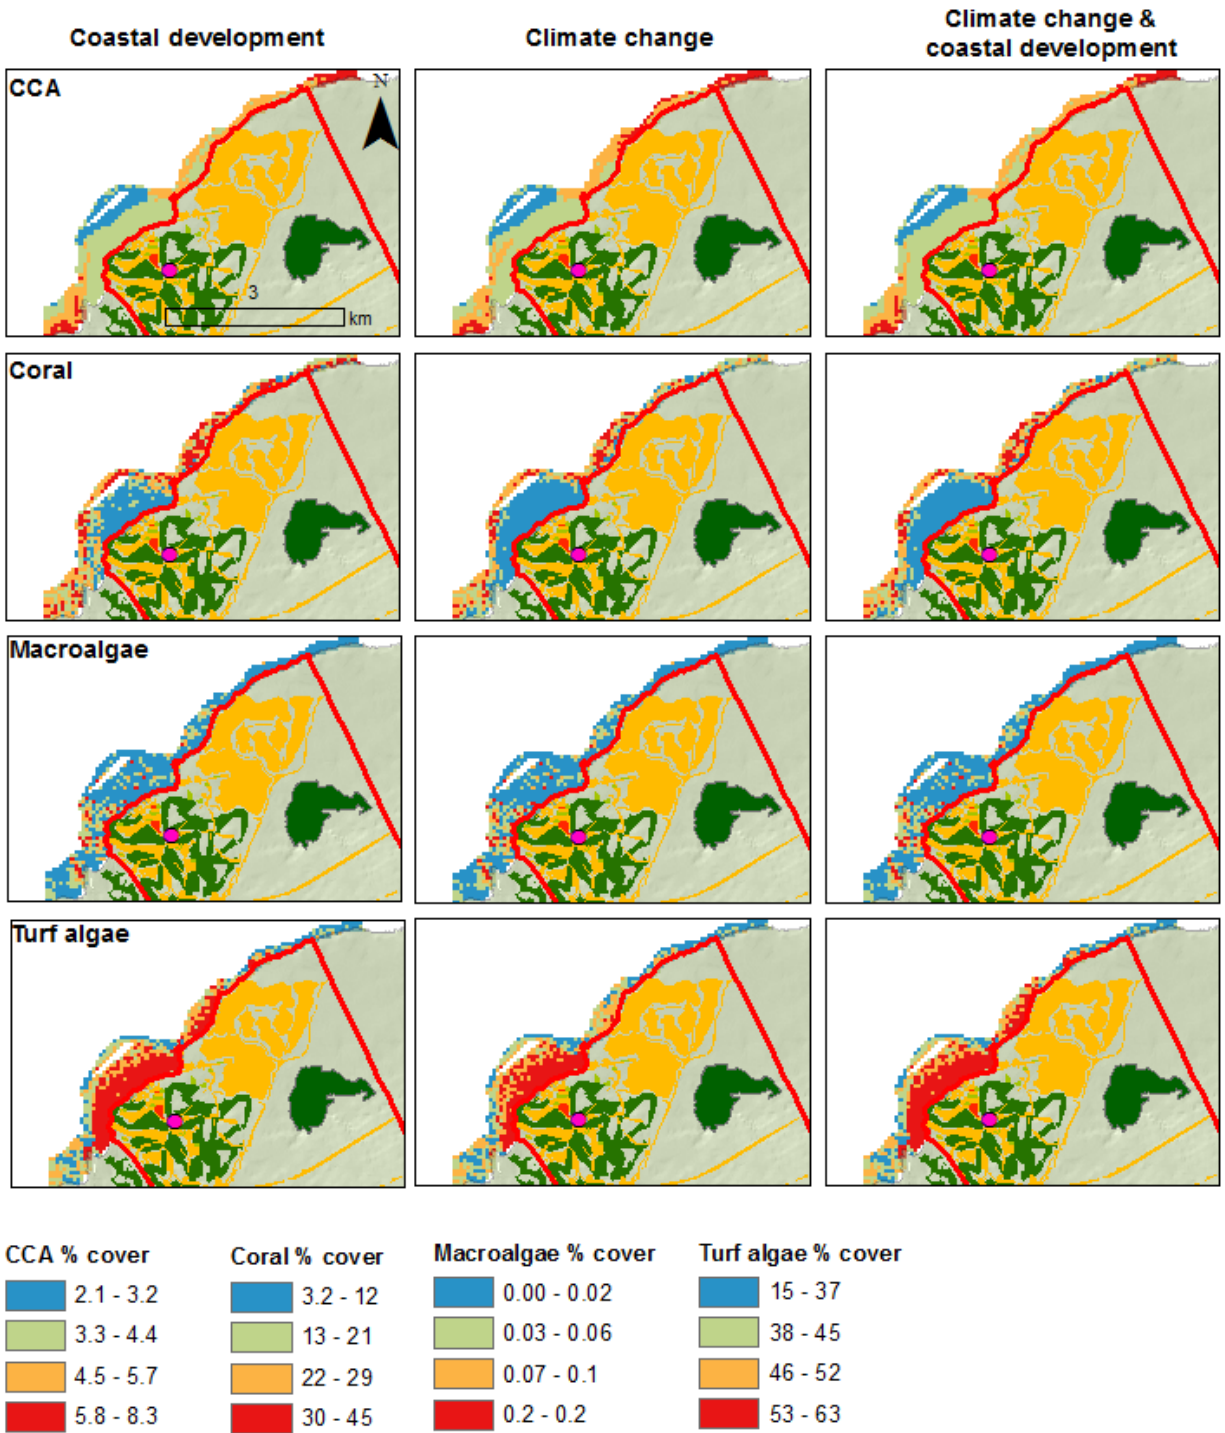 Coastal development
Climate change
Climate change &
coastal development
CCA
N
3
km
Coral
Macroalgae
Turf algae
CCA % cover
2.1 - 3.2
3.3 - 4.4
4.5 - 5.7
5.8 - 8.3
Coral % cover
3.2 - 12
13 - 21
22 - 29
30 - 45
Macroalgae % cover
0.00 - 0.02
0.03 - 0.06
0.07 - 0.1
0.2 - 0.2
Turf algae % cover
15 - 37
38 - 45
46 - 52
53 - 63